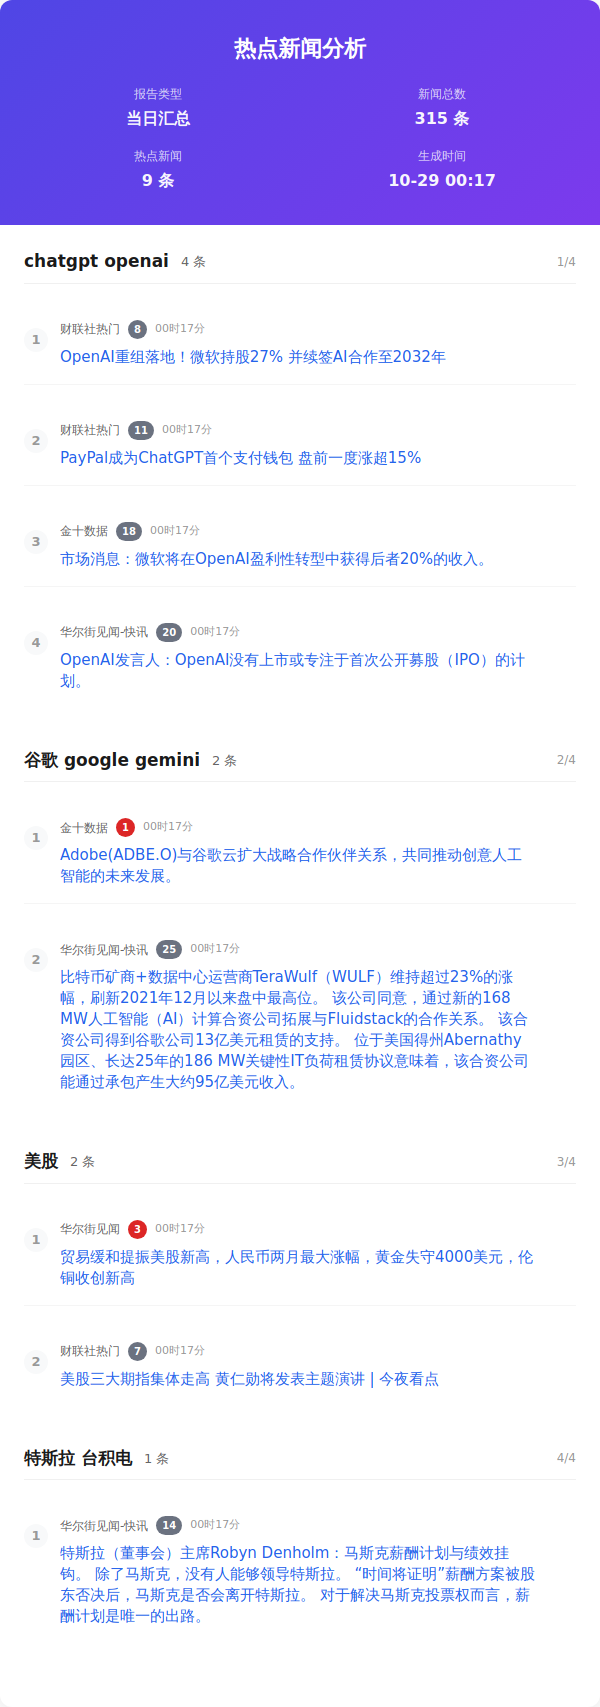 热点新闻分析
报告类型
当日汇总
新闻总数
315 条
热点新闻
9 条
生成时间
10-29 00:17
chatgpt openai 4 条 1/4
1
财联社热门 8 00时17分
OpenAI重组落地！微软持股27% 并续签AI合作至2032年
2
财联社热门 11 00时17分
PayPal成为ChatGPT首个支付钱包 盘前一度涨超15%
3
金十数据 18 00时17分
市场消息：微软将在OpenAI盈利性转型中获得后者20%的收入。
4
华尔街见闻-快讯 20 00时17分
OpenAI发言人：OpenAI没有上市或专注于首次公开募股（IPO）的计
划。
谷歌 google gemini 2 条 2/4
1
金十数据 1 00时17分
Adobe(ADBE.O)与谷歌云扩大战略合作伙伴关系，共同推动创意人工
智能的未来发展。
2
华尔街见闻-快讯 25 00时17分
比特币矿商+数据中心运营商TeraWulf（WULF）维持超过23%的涨
幅，刷新2021年12月以来盘中最高位。 该公司同意，通过新的168
MW人工智能（AI）计算合资公司拓展与Fluidstack的合作关系。 该合
资公司得到谷歌公司13亿美元租赁的支持。 位于美国得州Abernathy
园区、长达25年的186 MW关键性IT负荷租赁协议意味着，该合资公司
能通过承包产生大约95亿美元收入。
美股 2 条 3/4
1
华尔街见闻 3 00时17分
贸易缓和提振美股新高，人民币两月最大涨幅，黄金失守4000美元，伦
铜收创新高
2
财联社热门 7 00时17分
美股三大期指集体走高 黄仁勋将发表主题演讲 | 今夜看点
特斯拉 台积电 1 条 4/4
1
华尔街见闻-快讯 14 00时17分
特斯拉（董事会）主席Robyn Denholm：马斯克薪酬计划与绩效挂
钩。 除了马斯克，没有人能够领导特斯拉。 “时间将证明”薪酬方案被股
东否决后，马斯克是否会离开特斯拉。 对于解决马斯克投票权而言，薪
酬计划是唯一的出路。